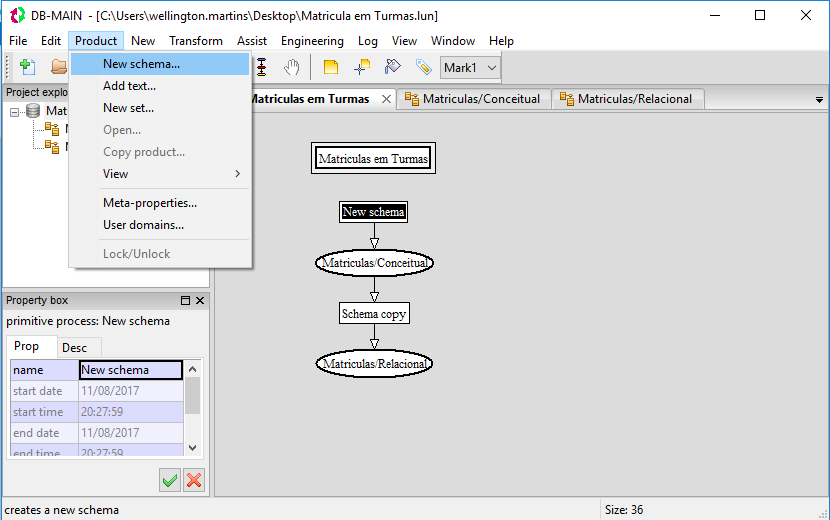 DB-MAIN - [C:\Users\wellington.martins\Desktop\Matricula em Turmas.lun]
File Edit Product New Transform Assist Engineering Log View Window Help
Mark1
New schema...
Add text...
New set...
Open...
Copy product...
View
Meta-properties...
User domains...
Lock/Unlock
Project explo
Mat
M
M
Matriculas em Turmas
Matriculas/Conceitual
Matriculas/Relacional
Matriculas em Turmas
New schema
Matriculas/Conceitual
Schema copy
Matriculas/Relacional
Property box
primitive process: New schema
Prop Desc
name New schema
start date 11/08/2017
start time 20:27:59
end date 11/08/2017
end time 20:27:59
creates a new schema
Size: 36